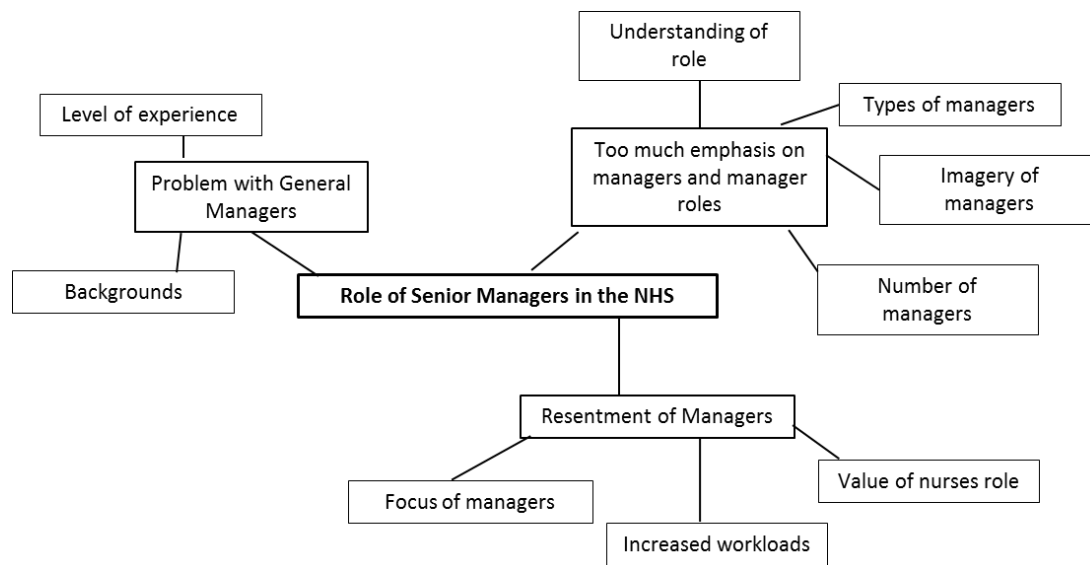 Understanding of
role
Level of experience
Types of managers
Problem with General
Managers
Too much emphasis on
managers and manager
roles
Imagery of
managers
Backgrounds
Role of Senior Managers in the NHS
Number of
managers
Resentment of Managers
Focus of managers
Value of nurses role
Increased workloads